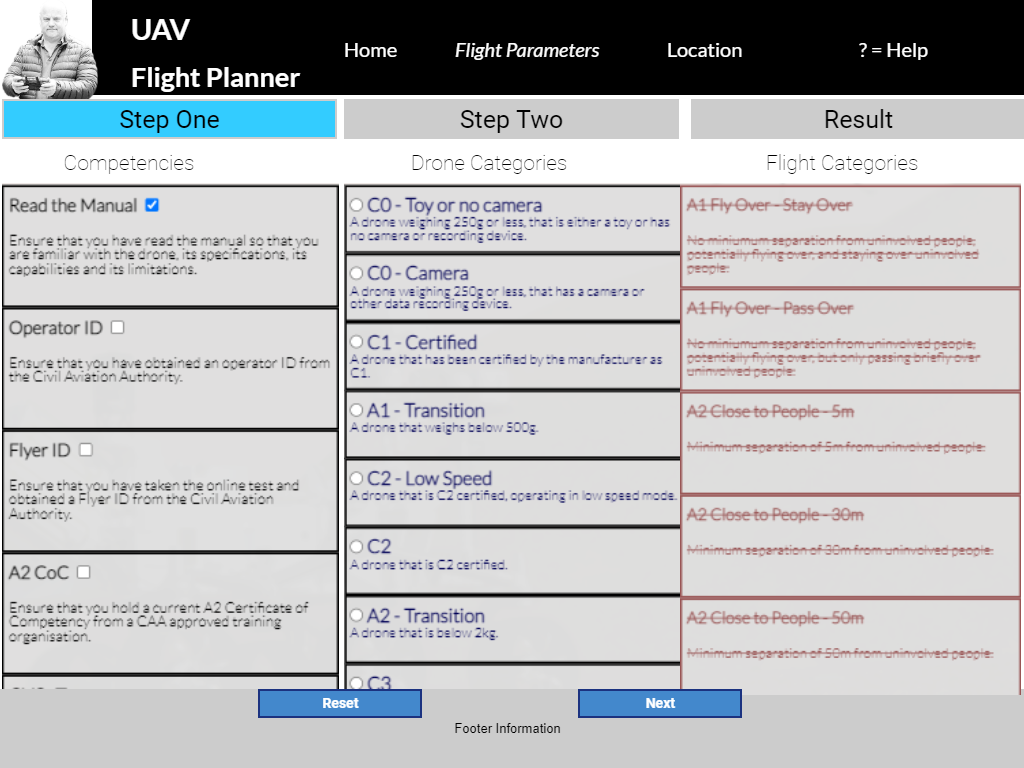 UAV
Flight Planner
Home
Flight Parameters
Location
? = Help
Step One
Step Two
Result
Competencies
Drone Categories
Flight Categories
Read the Manual
Ensure that you have read the manual so that you
are familiar with the drone, its specifications, its
capabilities and its limitations.
Operator ID
Ensure that you have obtained an operator ID from
the Civil Aviation Authority.
Flyer ID
Ensure that you have taken the online test and
obtained a Flyer ID from the Civil Aviation
Authority.
A2 CoC
Ensure that you hold a current A2 Certificate of
Competency from a CAA approved training
organisation.
C0 - Toy or no camera
A drone weighing 250g or less, that is either a toy or has
no camera or recording device.
C0 - Camera
A drone weighing 250g or less, that has a camera or
other data recording device.
C1 - Certified
A drone that has been certified by the manufacturer as
C1.
A1 - Transition
A drone that weighs below 500g.
C2 - Low Speed
A drone that is C2 certified, operating in low speed mode.
C2
A drone that is C2 certified.
A2 - Transition
A drone that is below 2kg.
C3
A1 Fly Over - Stay Over
No miniumum separation from uninvolved people,
potentially flying over, and staying over uninvolved
people.
A1 Fly Over - Pass Over
No miniumum separation from uninvolved people,
potentially flying over, but only passing briefly over
uninvolved people.
A2 Close to People - 5m
Minimum separation of 5m from uninvolved people.
A2 Close to People - 30m
Minimum separation of 30m from uninvolved people.
A2 Close to People - 50m
Minimum separation of 50m from uninvolved people.
Reset
Next
Footer Information